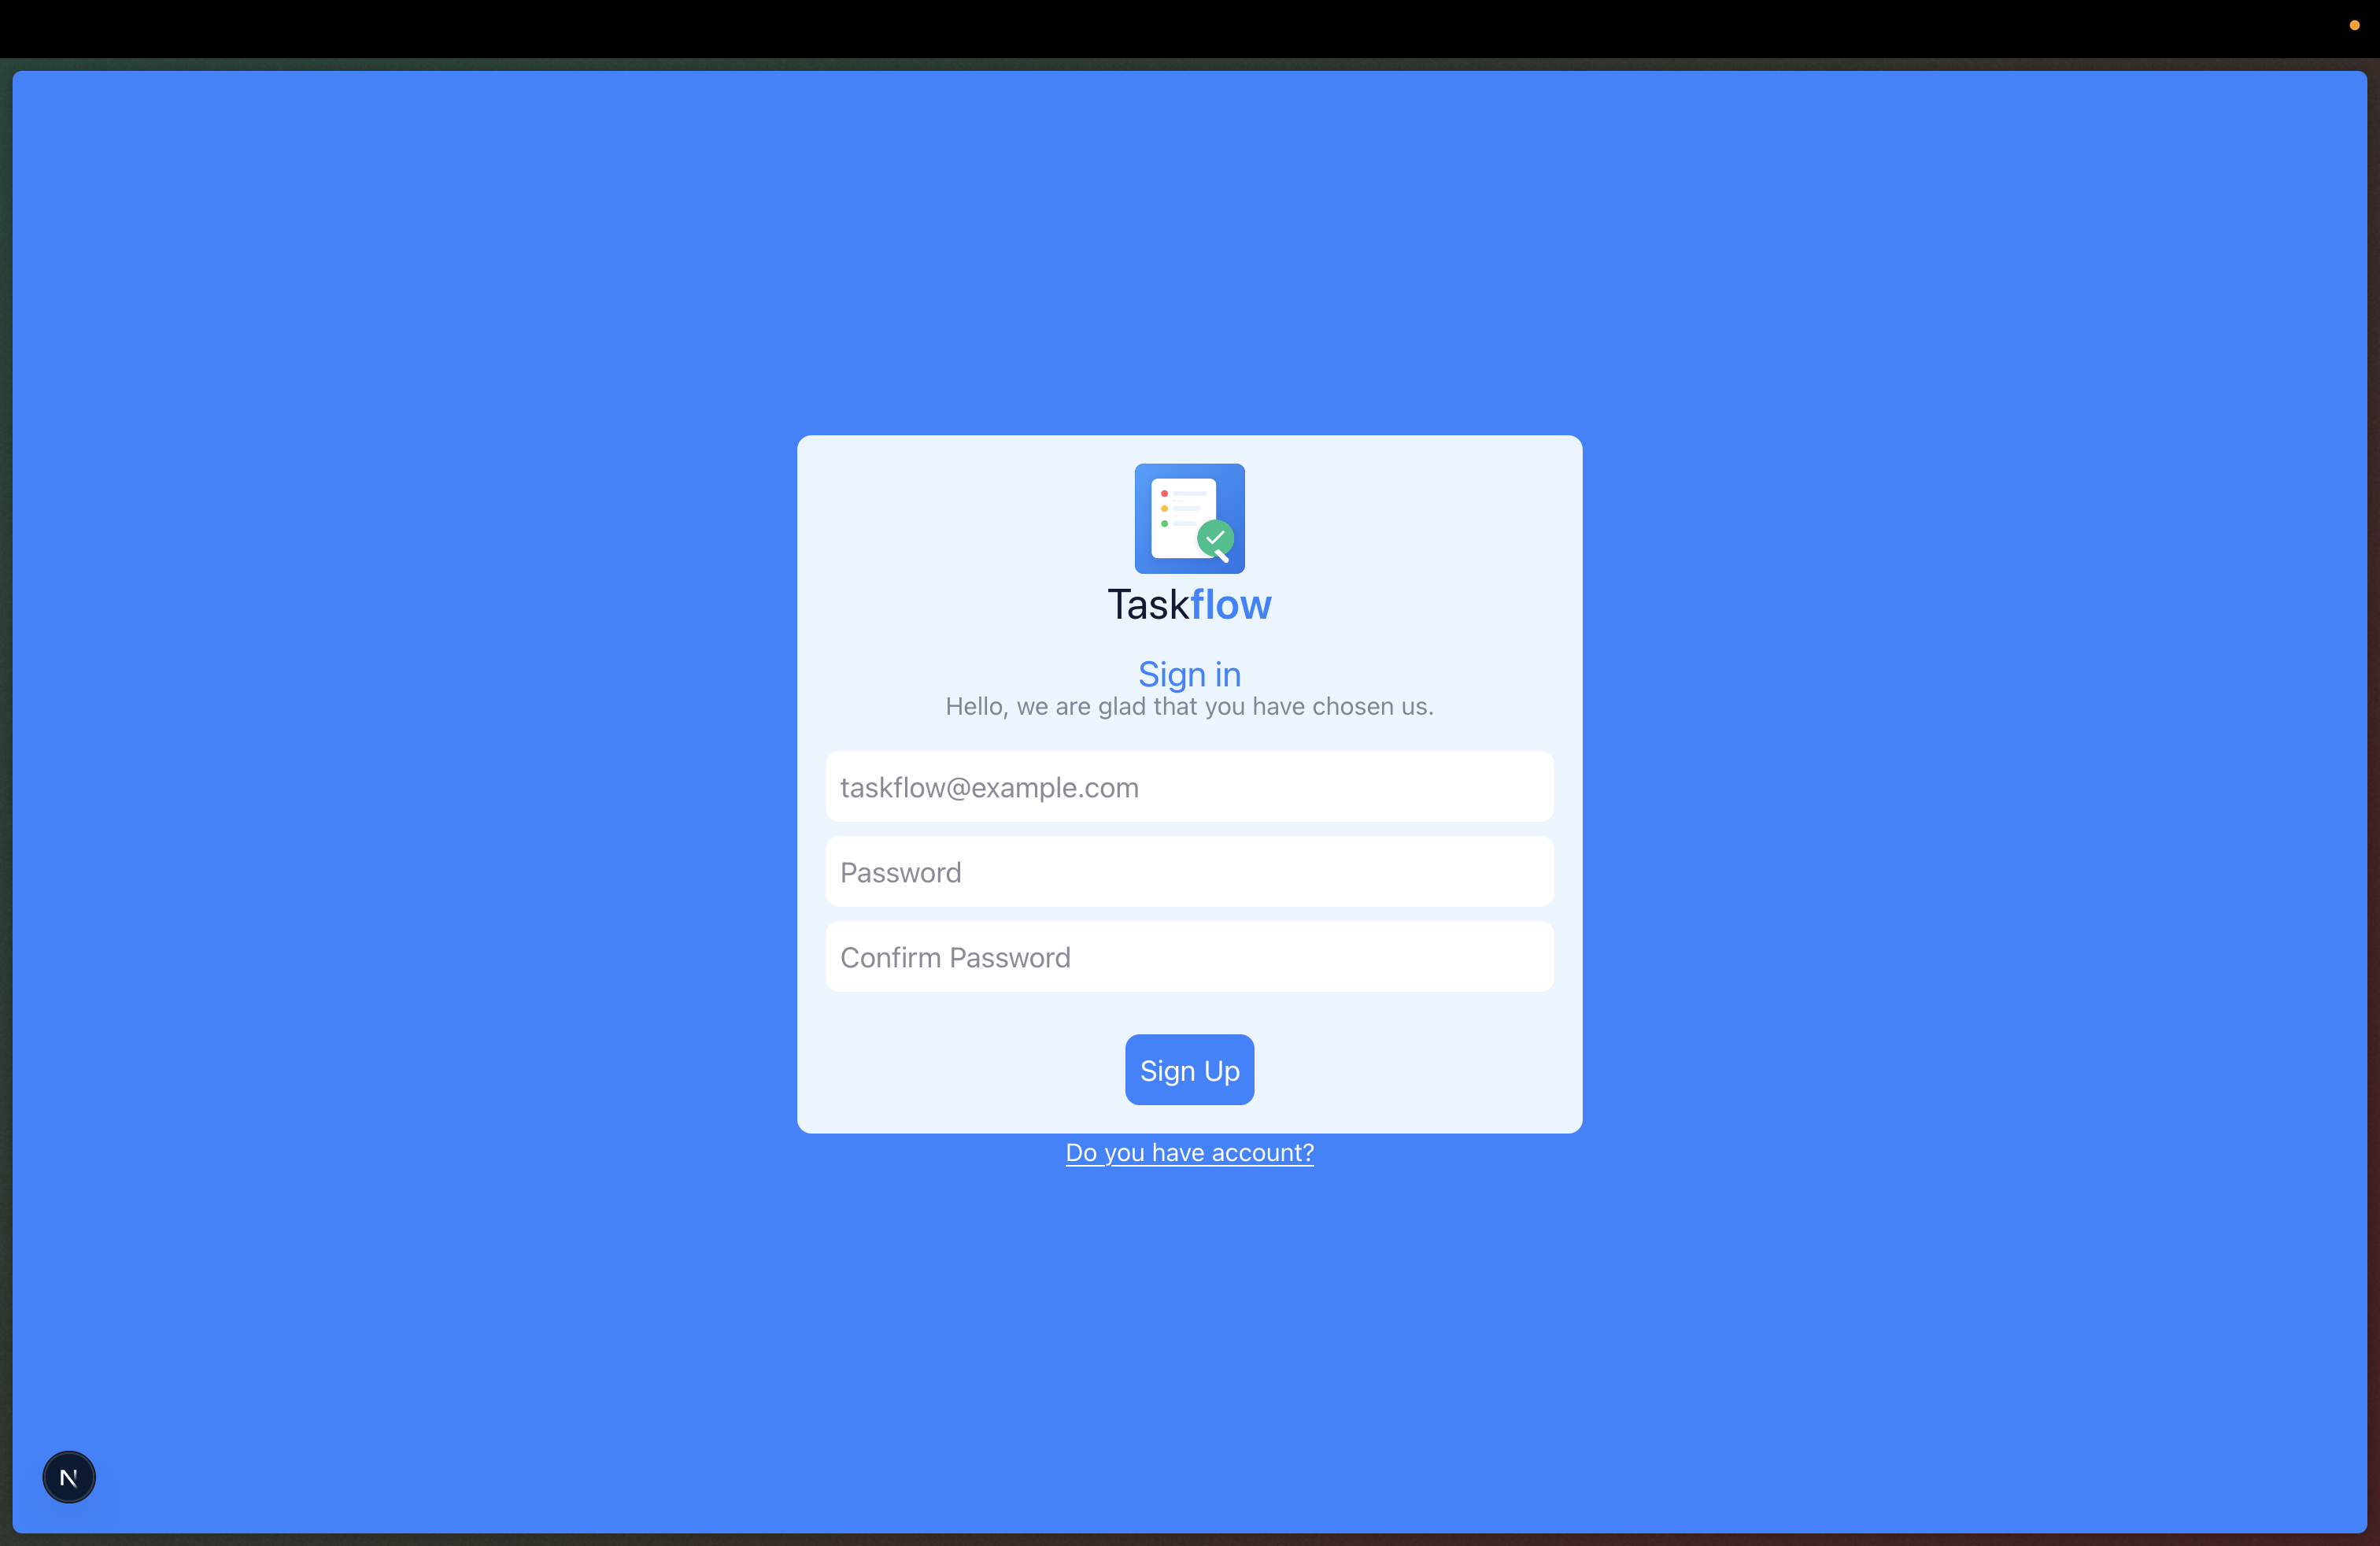 Taskflow
Sign in
Hello, we are glad that you have chosen us.
taskflow@example.com
Password
Confirm Password
Sign Up
Do you have account?
N